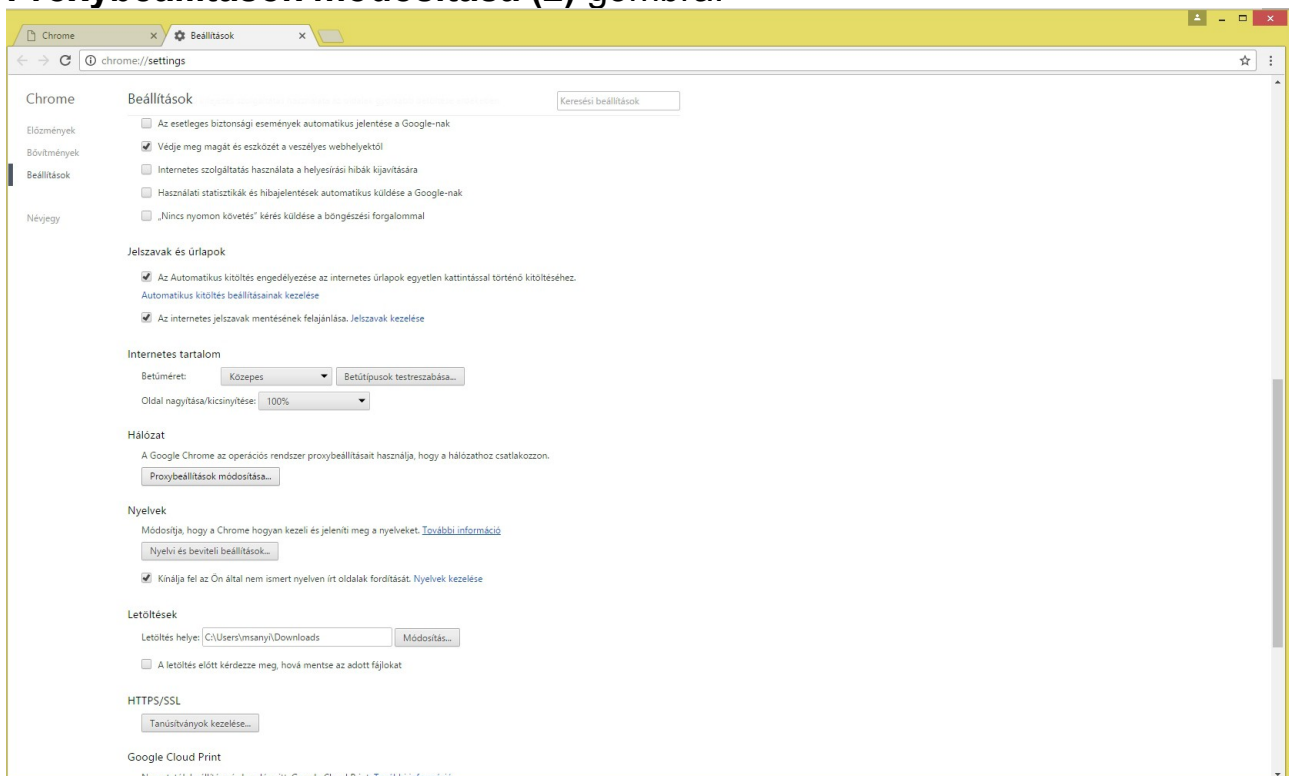 Proxybeállítások módosítása (2) gombra.
Chrome
Beállítások
chrome://settings
Chrome
Beállítások
Keresési beállítások
Előzmények
Bővítmények
Beállítások
Névjegy
Az esetleges biztonsági események automatikus jelentése a Google-nak
Védje meg magát és eszközét a veszélyes webhelyektől
Internetes szolgáltatás használata a helyesírási hibák kijavítására
Használati statisztikák és hibajelentések automatikus küldése a Google-nak
„Nincs nyomon követés” kérés küldése a böngészési forgalommal
Jelszavak és űrlapok
Az Automatikus kitöltés engedélyezése az internetes űrlapok egyetlen kattintással történő kitöltéséhez.
Automatikus kitöltés beállításainak kezelése
Az internetes jelszavak mentésének felajánlása. Jelszavak kezelése
Internetes tartalom
Betűméret: Közepes Betűtípusok testreszabása...
Oldal nagyítása/kicsinyítése: 100%
Hálózat
A Google Chrome az operációs rendszer proxybeállításait használja, hogy a hálózathoz csatlakozzon.
Proxybeállítások módosítása...
Nyelvek
Módosítja, hogy a Chrome hogyan kezeli és jeleníti meg a nyelveket. További információ
Nyelvi és beviteli beállítások...
Kínálja fel az Ön által nem ismert nyelven írt oldalak fordítását. Nyelvek kezelése
Letöltések
Letöltés helye: C:\Users\msanyi\Downloads Módosítás...
A letöltés előtt kérdezze meg, hová mentse az adott fájlokat
HTTPS/SSL
Tanúsítványok kezelése...
Google Cloud Print